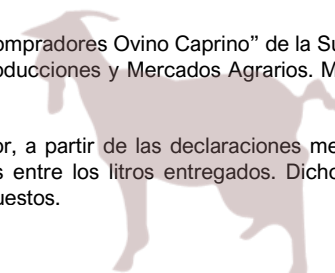 ompradores Ovino Caprino” de la Su
oducciones y Mercados Agrarios. M
or, a partir de las declaraciones me
s entre los litros entregados. Dicho
uestos.